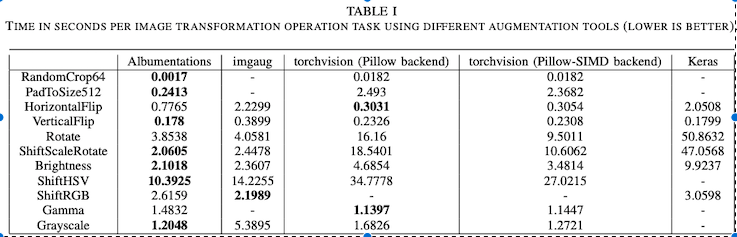 TABLE I
TIME IN SECONDS PER IMAGE TRANSFORMATION OPERATION TASK USING DIFFERENT AUGMENTATION TOOLS (LOWER IS BETTER)
Albumentations imgaug torchvision (Pillow backend) torchvision (Pillow-SIMD backend) Keras
RandomCrop64 0.0017 - 0.0182 0.0182 -
PadToSize512 0.2413 - 2.493 2.3682 -
HorizontalFlip 0.7765 2.2299 0.3031 0.3054 2.0508
VerticalFlip 0.178 0.3899 0.2326 0.2308 0.1799
Rotate 3.8538 4.0581 16.16 9.5011 50.8632
ShiftScaleRotate 2.0605 2.4478 18.5401 10.6062 47.0568
Brightness 2.1018 2.3607 4.6854 3.4814 9.9237
ShiftHSV 10.3925 14.2255 34.7778 27.0215 -
ShiftRGB 2.6159 2.1989 - - 3.0598
Gamma 1.4832 - 1.1397 1.1447 -
Grayscale 1.2048 5.3895 1.6826 1.2721 -